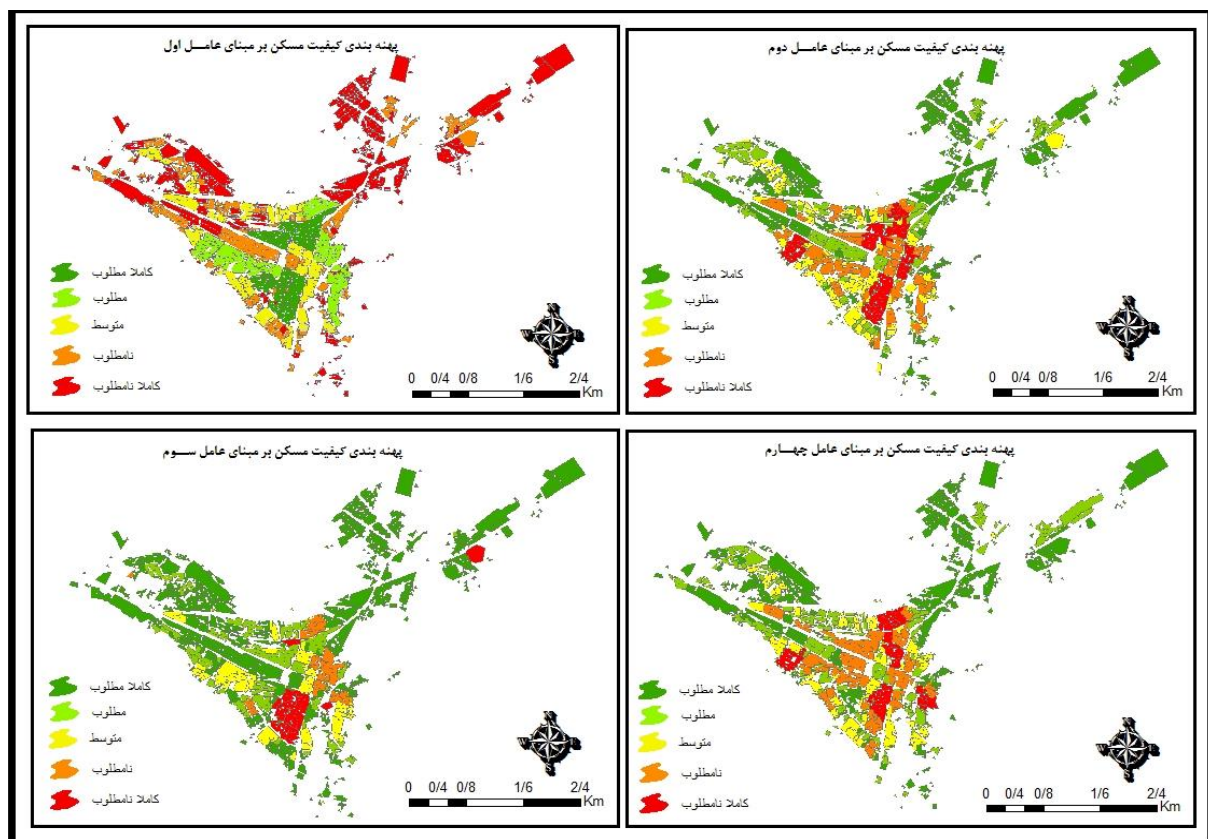 پهنه بندی کیفیت مسکن بر مبنای عامــل اول
کاملا مطلوب
مطلوب
متوسط
نامطلوب
کاملا نامطلوب
0 0/4 0/8 1/6 2/4
Km
پهنه بندی کیفیت مسکن بر مبنای عامـل دوم
کاملا مطلوب
مطلوب
متوسط
نامطلوب
کاملا نامطلوب
0 0/4 0/8 1/6 2/4
Km
پهنه بندی کیفیت مسکن بر مبنای عامل ســوم
کاملا مطلوب
مطلوب
متوسط
نامطلوب
کاملا نامطلوب
0 0/4 0/8 1/6 2/4
Km
پهنه بندی کیفیت مسکن بر مبنای عامل چهــارم
کاملا مطلوب
مطلوب
متوسط
نامطلوب
کاملا نامطلوب
0 0/4 0/8 1/6 2/4
Km